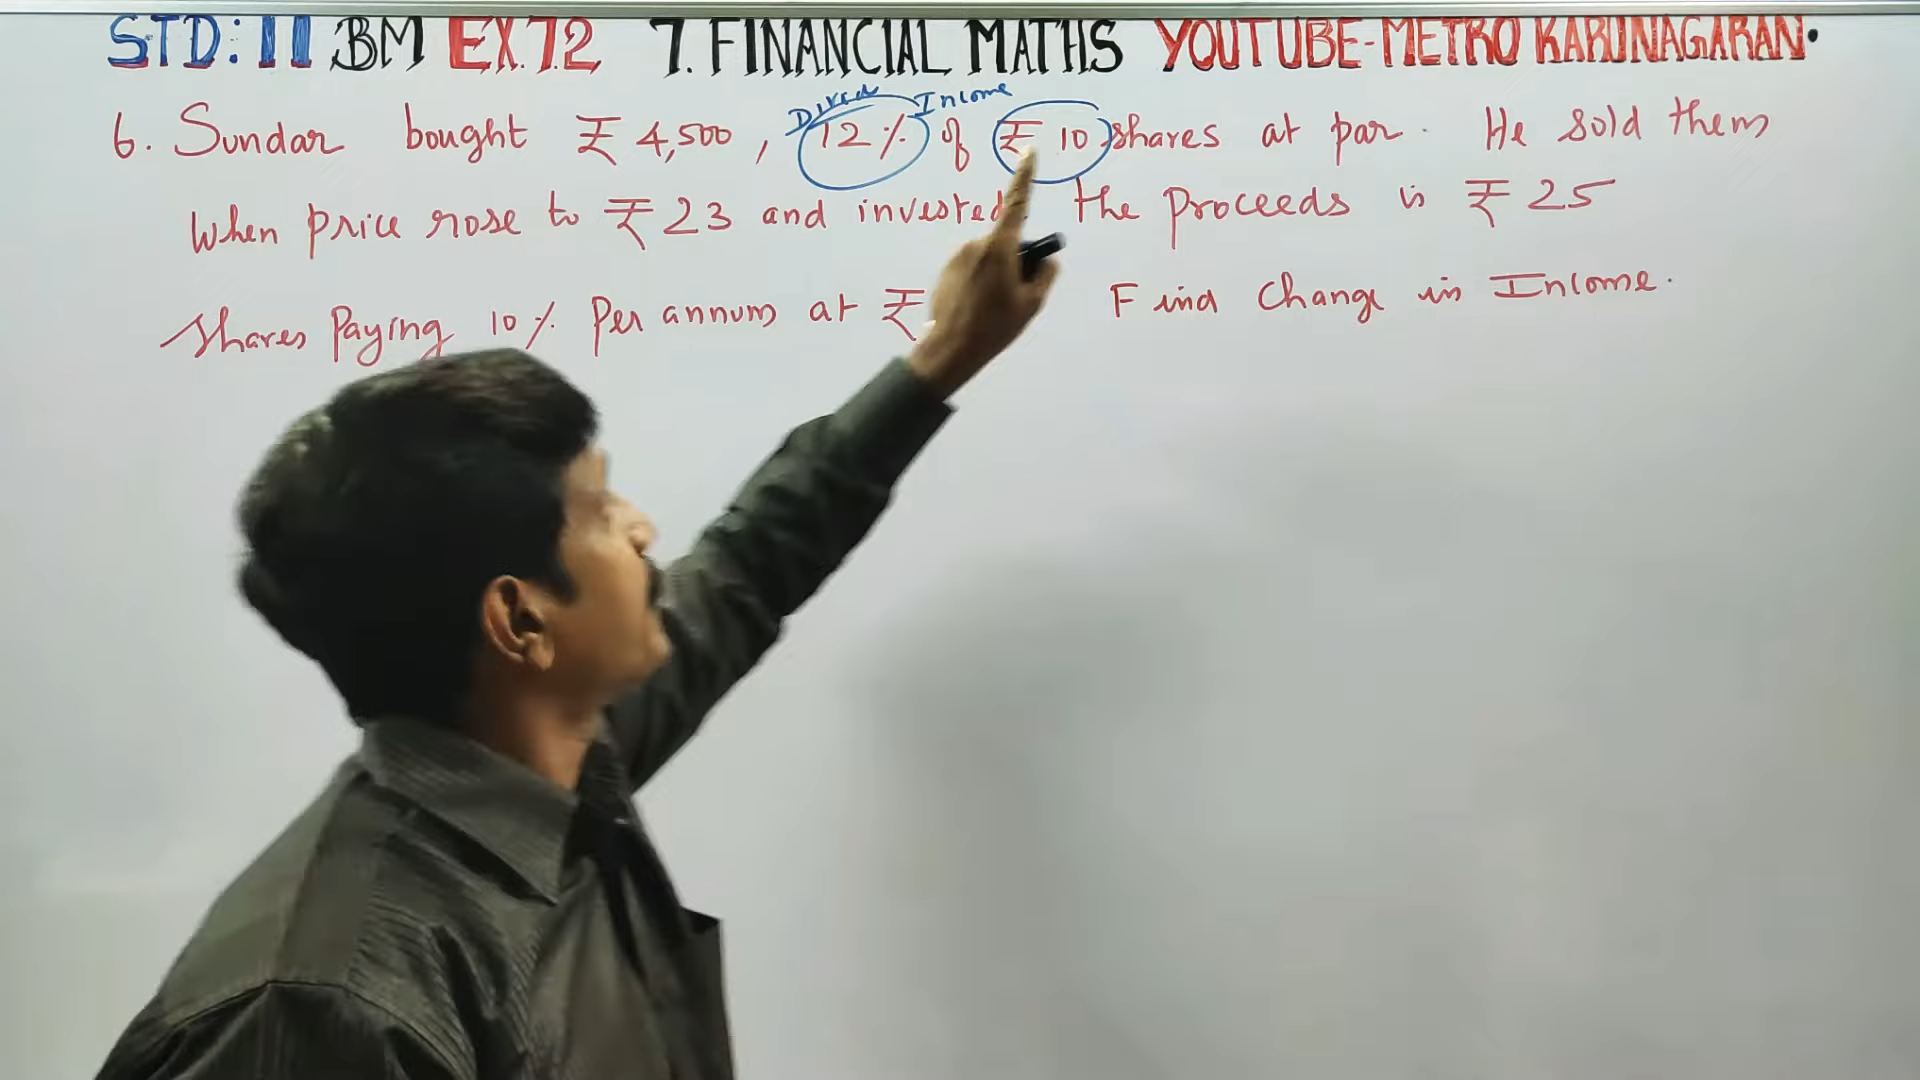 STD: 11 BM EX.7.2 7. FINANCIAL MATHS YOUTUBE-METRO KARUNAGARAN.
Divid Income
6. Sundar bought ₹ 4,500, 12% of ₹ 10 shares at par. He sold them
When price rose to ₹ 23 and invested the proceeds is ₹ 25
Shares Paying 10% Per annum at ₹ Find Change in Income.